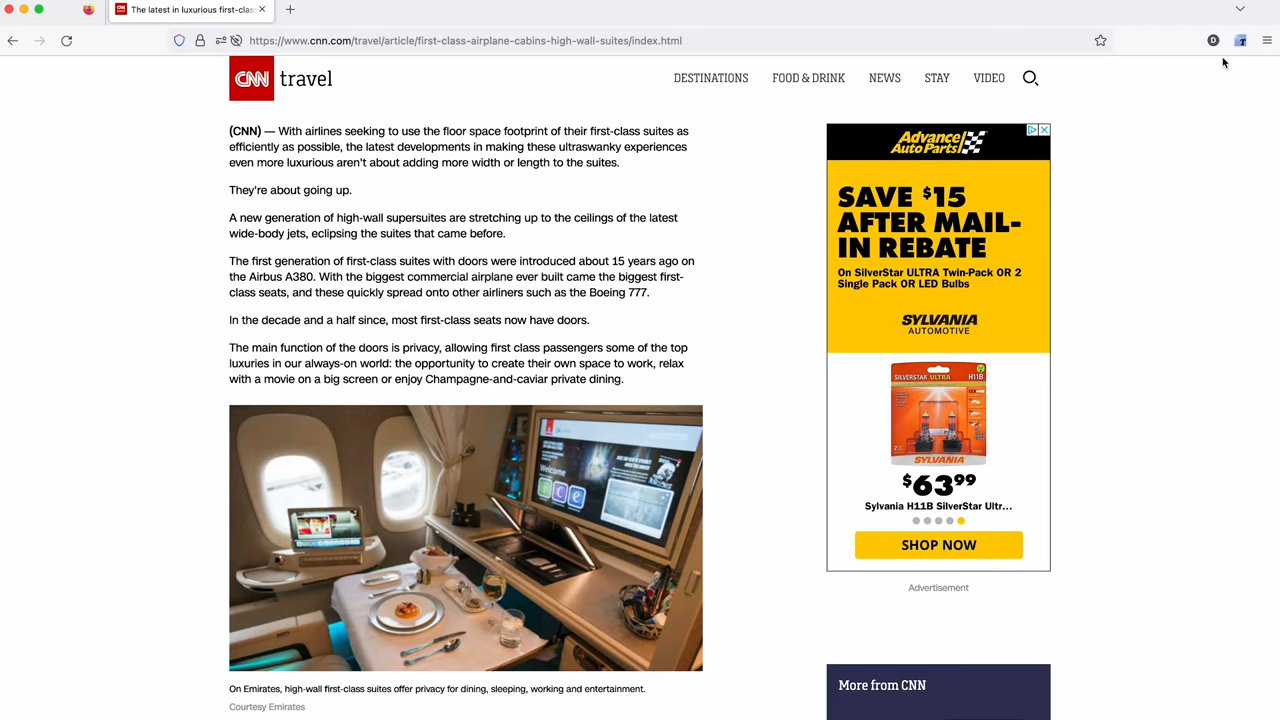 The latest in luxurious first-clas
https://www.cnn.com/travel/article/first-class-airplane-cabins-high-wall-suites/index.html
CNN travel
DESTINATIONS FOOD & DRINK NEWS STAY VIDEO
(CNN) — With airlines seeking to use the floor space footprint of their first-class suites as
efficiently as possible, the latest developments in making these ultraswanky experiences
even more luxurious aren't about adding more width or length to the suites.
They're about going up.
A new generation of high-wall supersuites are stretching up to the ceilings of the latest
wide-body jets, eclipsing the suites that came before.
The first generation of first-class suites with doors were introduced about 15 years ago on
the Airbus A380. With the biggest commercial airplane ever built came the biggest first-
class seats, and these quickly spread onto other airliners such as the Boeing 777.
In the decade and a half since, most first-class seats now have doors.
The main function of the doors is privacy, allowing first class passengers some of the top
luxuries in our always-on world: the opportunity to create their own space to work, relax
with a movie on a big screen or enjoy Champagne-and-caviar private dining.
Welcome
ice
On Emirates, high-wall first-class suites offer privacy for dining, sleeping, working and entertainment.
Courtesy Emirates
Advance
Auto Parts
SAVE $15
AFTER MAIL-
IN REBATE
On SilverStar ULTRA Twin-Pack OR 2
Single Pack OR LED Bulbs
SYLVANIA
AUTOMOTIVE
SILVERSTAR ULTRA H11B
SYLVANIA
$6399
Sylvania H11B SilverStar Ultr...
SHOP NOW
Advertisement
More from CNN